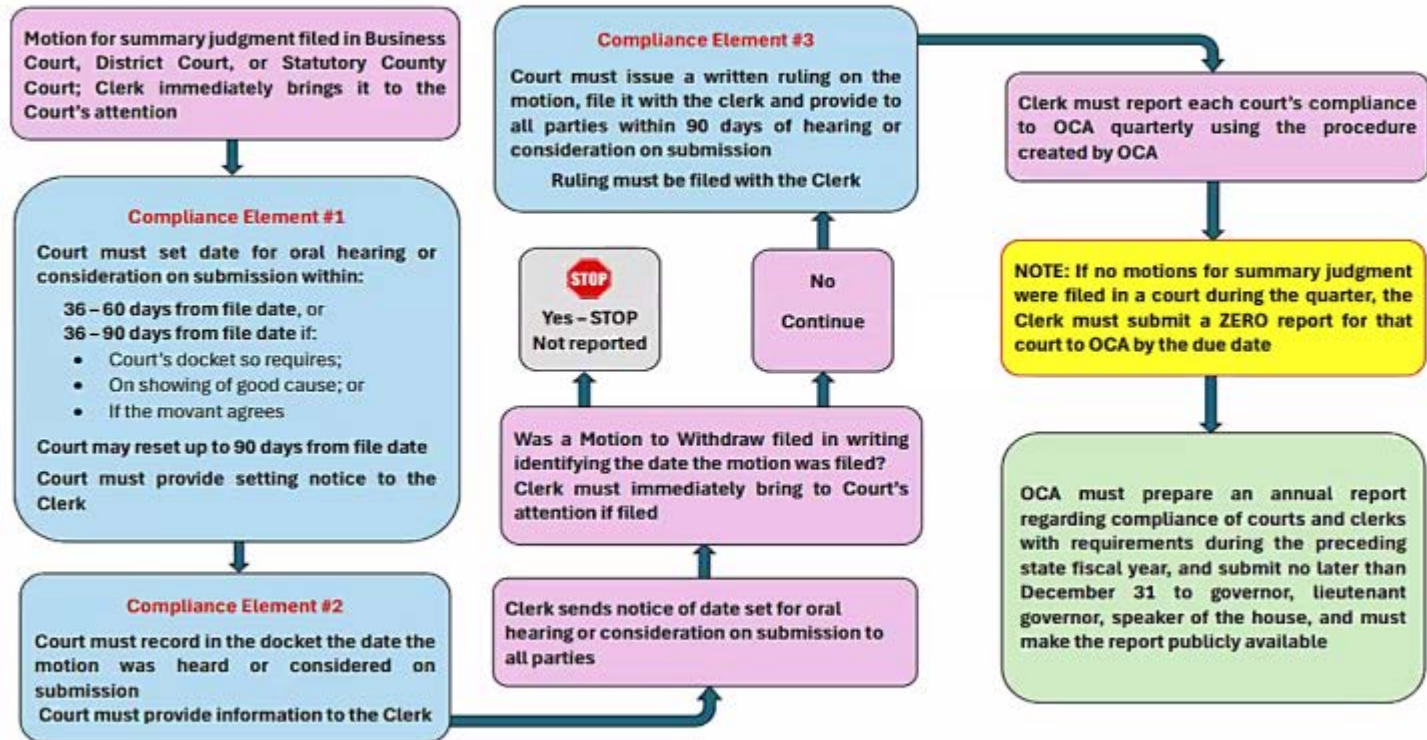 Motion for summary judgment filed in Business
Court, District Court, or Statutory County
Court; Clerk immediately brings it to the
Court's attention
Compliance Element #1
Court must set date for oral hearing or
consideration on submission within:
36 – 60 days from file date, or
36 – 90 days from file date if:
• Court's docket so requires;
• On showing of good cause; or
• If the movant agrees
Court may reset up to 90 days from file date
Court must provide setting notice to the
Clerk
Compliance Element #2
Court must record in the docket the date the
motion was heard or considered on
submission
Court must provide information to the Clerk
Clerk sends notice of date set for oral
hearing or consideration on submission to
all parties
Was a Motion to Withdraw filed in writing
identifying the date the motion was filed?
Clerk must immediately bring to Court's
attention if filed
STOP
Yes – STOP
Not reported
No
Continue
Compliance Element #3
Court must issue a written ruling on the
motion, file it with the clerk and provide to
all parties within 90 days of hearing or
consideration on submission
Ruling must be filed with the Clerk
Clerk must report each court's compliance
to OCA quarterly using the procedure
created by OCA
NOTE: If no motions for summary judgment
were filed in a court during the quarter, the
Clerk must submit a ZERO report for that
court to OCA by the due date
OCA must prepare an annual report
regarding compliance of courts and clerks
with requirements during the preceding
state fiscal year, and submit no later than
December 31 to governor, lieutenant
governor, speaker of the house, and must
make the report publicly available